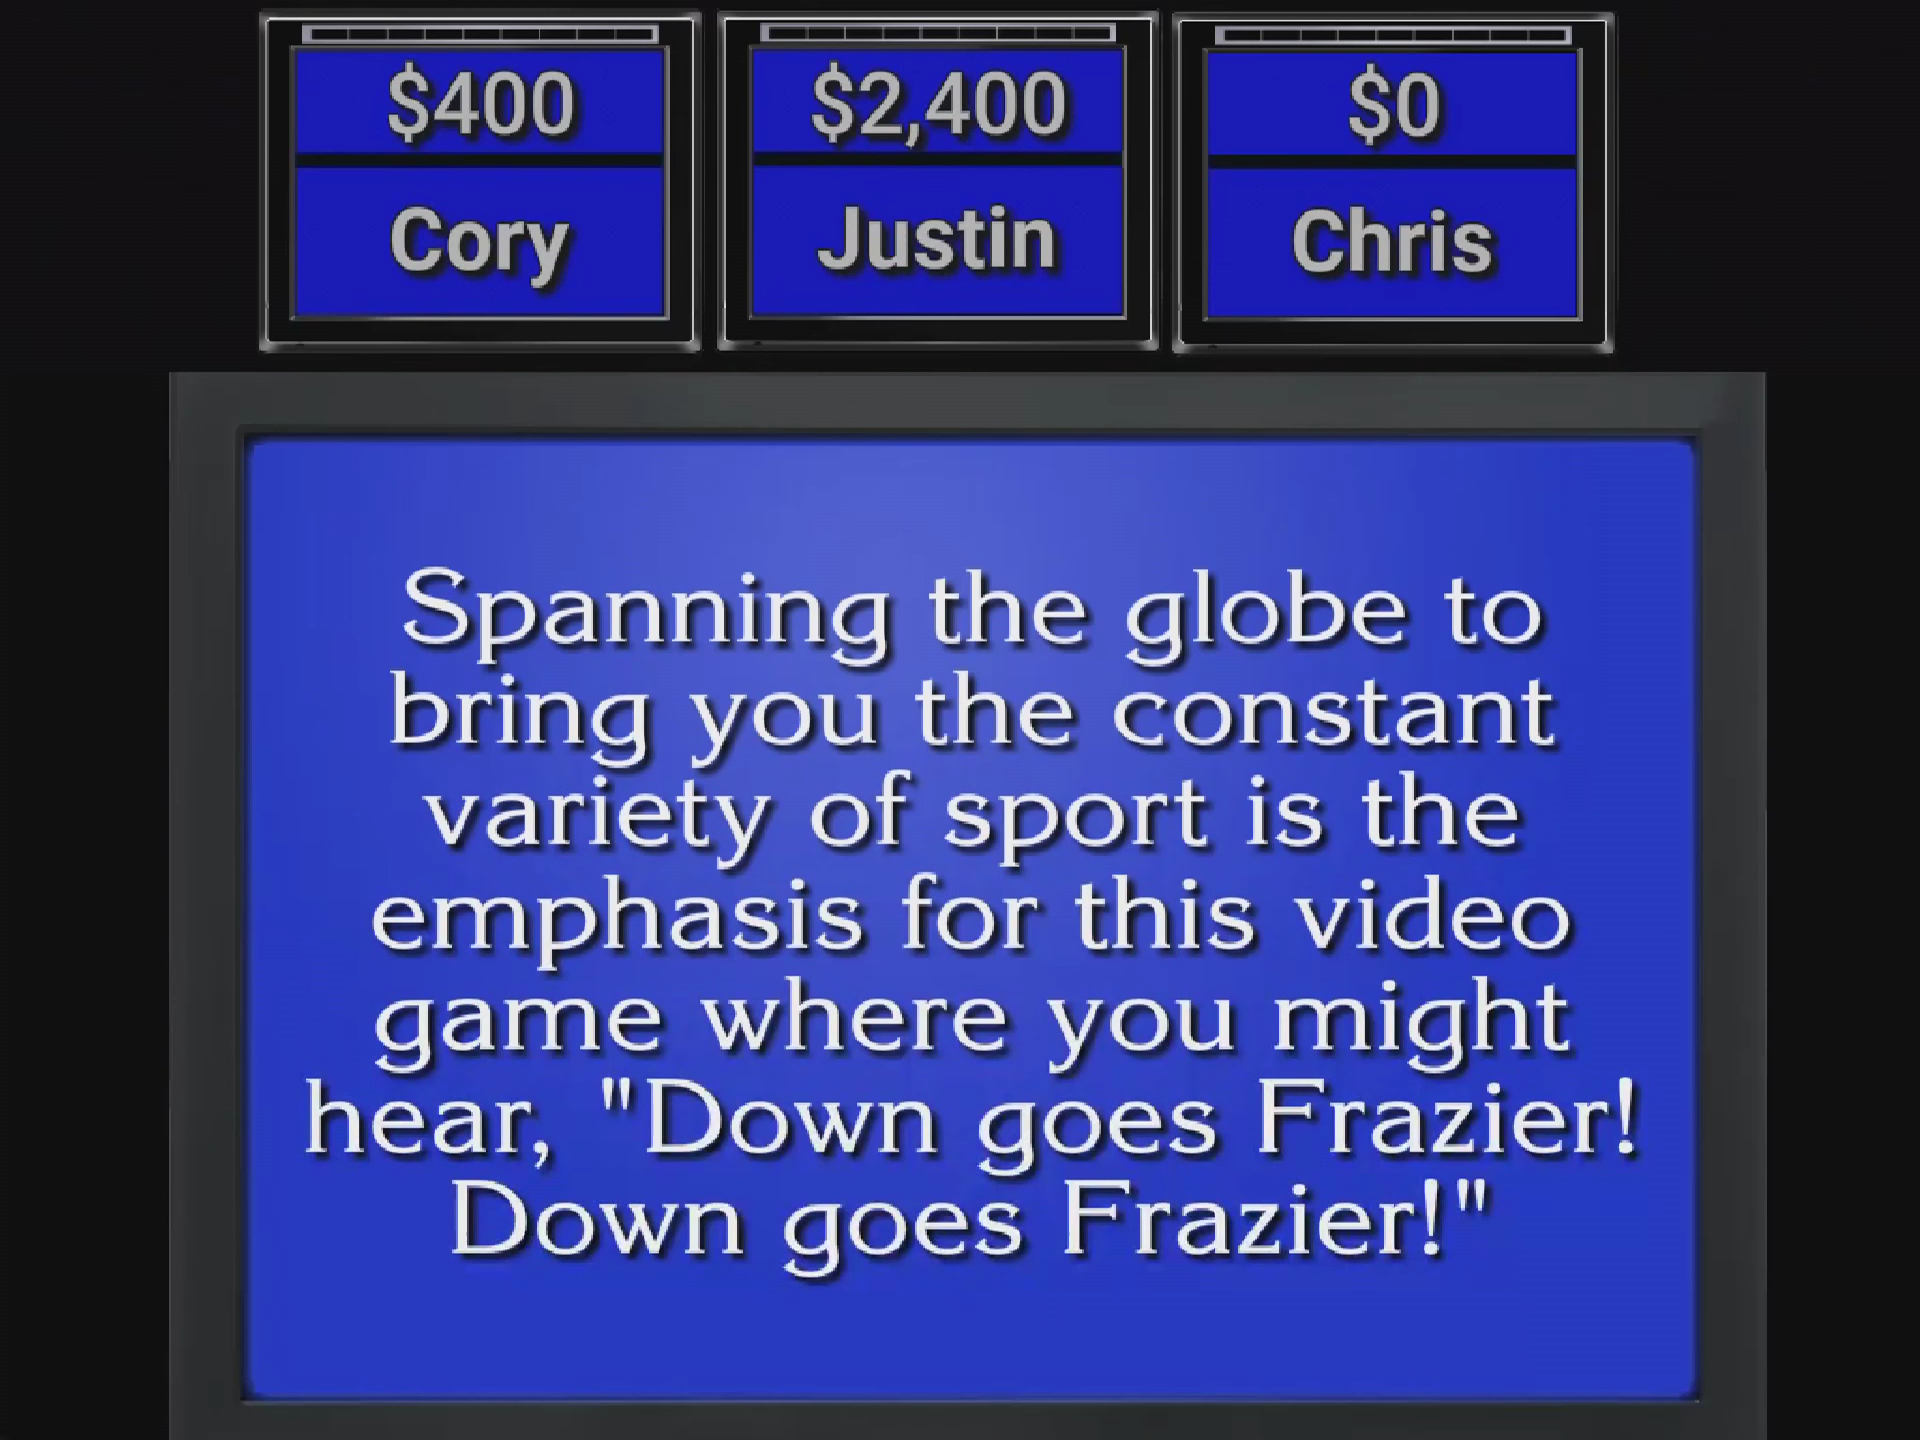 $400
$2,400
$0
Cory
Justin
Chris
Spanning the globe to
bring you the constant
variety of sport is the
emphasis for this video
game where you might
hear, "Down goes Frazier!
Down goes Frazier!"